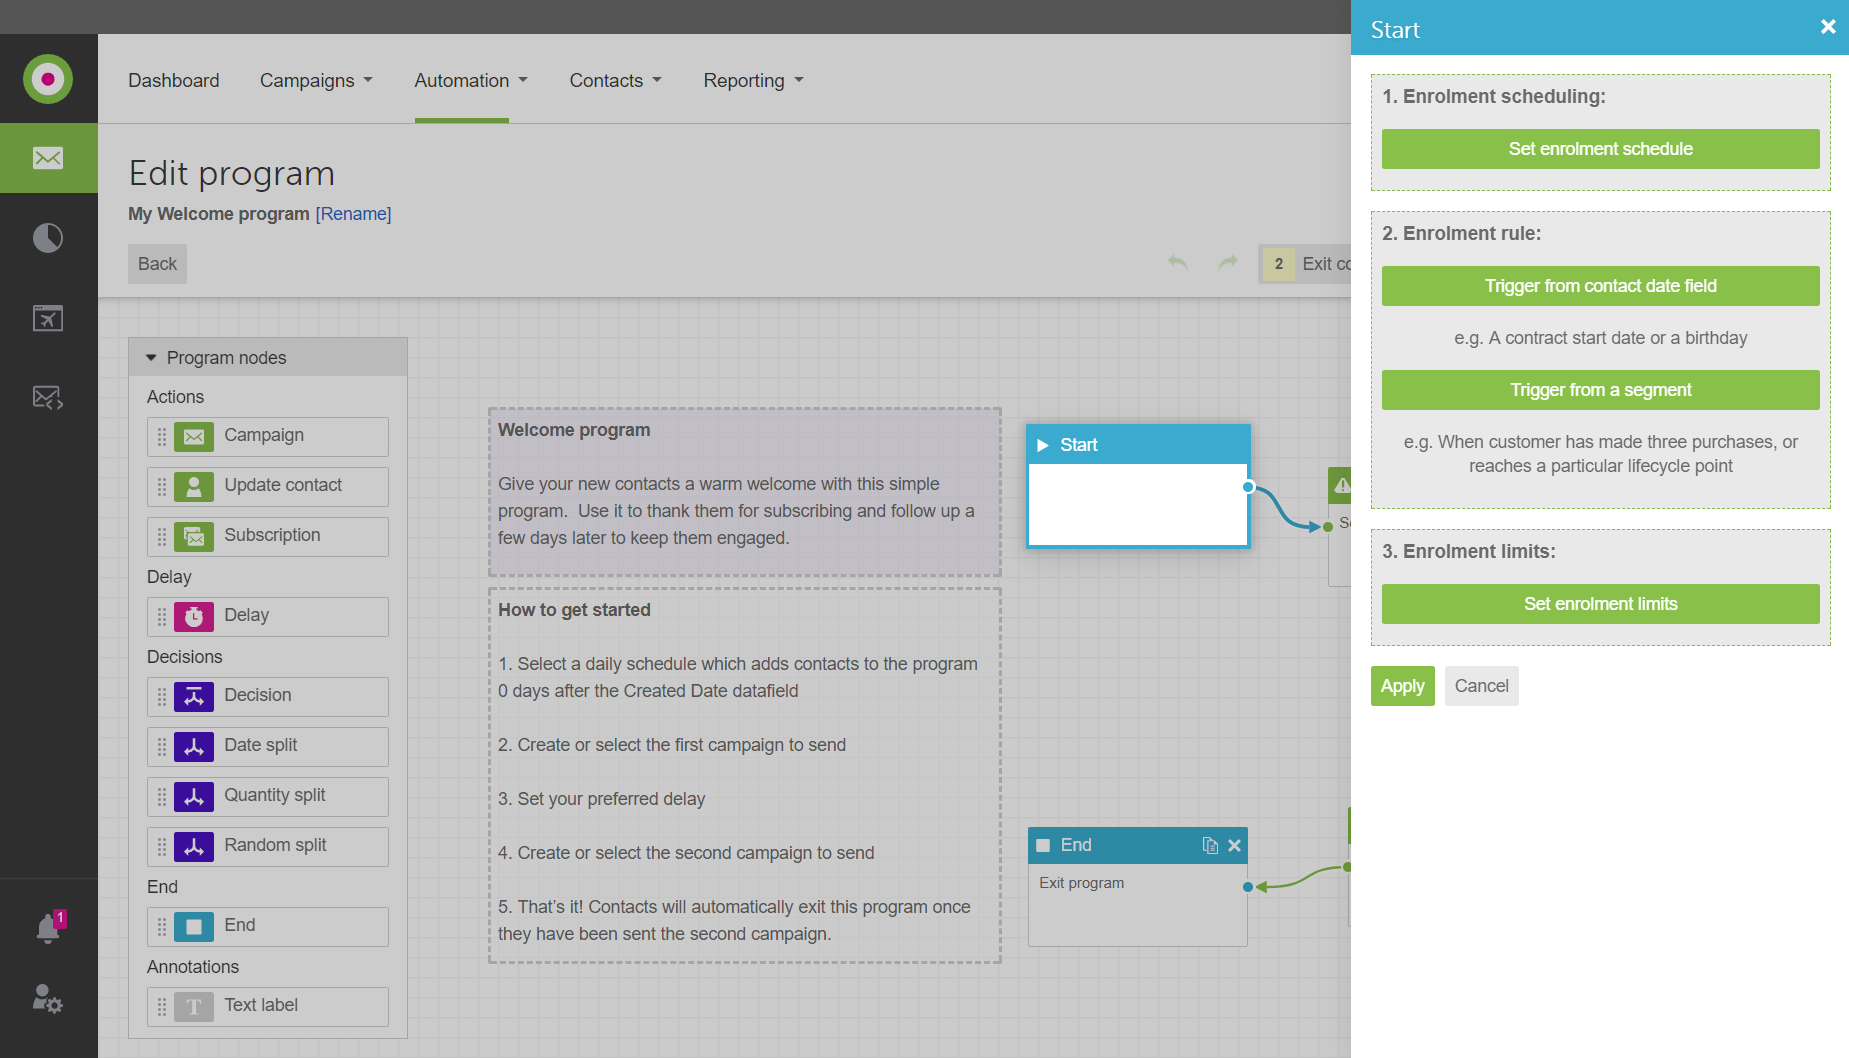 Start
Dashboard
Campaigns
Automation
Contacts
Reporting
Edit program
My Welcome program [Rename]
Back
2
Exit
Program nodes
Actions
Campaign
Update contact
Subscription
Delay
Delay
Decisions
Decision
Date split
Quantity split
Random split
End
End
Annotations
T
Text label
1
Welcome program
Give your new contacts a warm welcome with this simple
program.  Use it to thank them for subscribing and follow up a
few days later to keep them engaged.
How to get started
1. Select a daily schedule which adds contacts to the program
0 days after the Created Date datafield
2. Create or select the first campaign to send
3. Set your preferred delay
4. Create or select the second campaign to send
5. That’s it! Contacts will automatically exit this program once
they have been sent the second campaign.
Start
End
Exit program
1. Enrolment scheduling:
Set enrolment schedule
2. Enrolment rule:
Trigger from contact date field
e.g. A contract start date or a birthday
Trigger from a segment
e.g. When customer has made three purchases, or
reaches a particular lifecycle point
3. Enrolment limits:
Set enrolment limits
Apply
Cancel